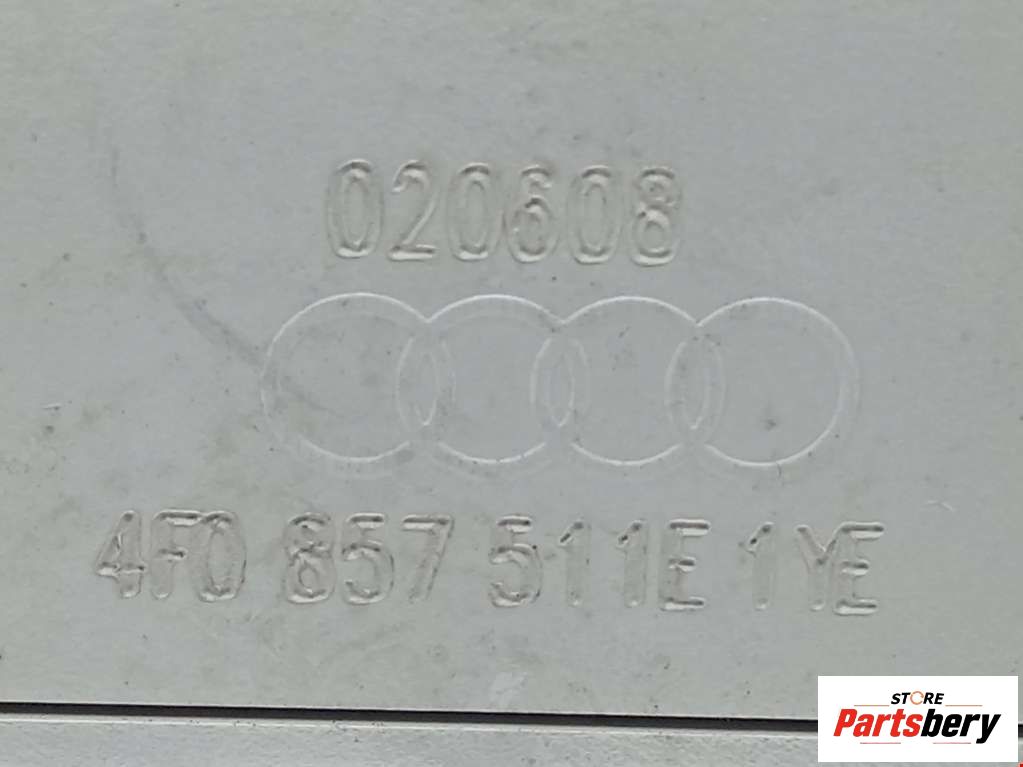 020608
4F0 857 511E 1YE
STORE
Partsbery